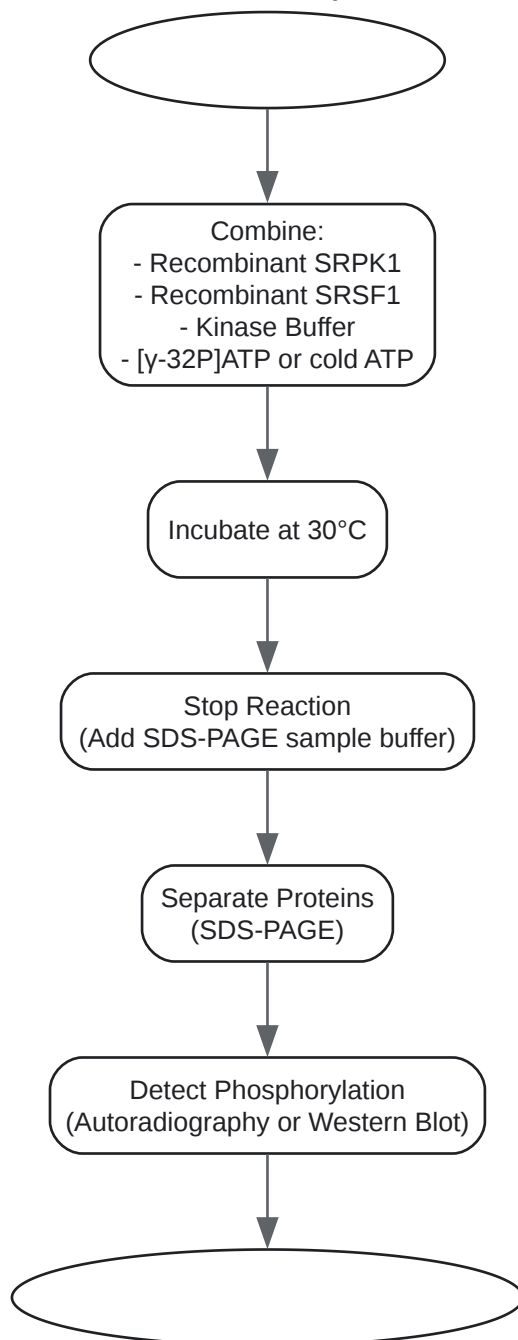 Combine:
- Recombinant SRPK1
- Recombinant SRSF1
- Kinase Buffer
- [γ-32P]ATP or cold ATP
Incubate at 30°C
Stop Reaction
(Add SDS-PAGE sample buffer)
Separate Proteins
(SDS-PAGE)
Detect Phosphorylation
(Autoradiography or Western Blot)